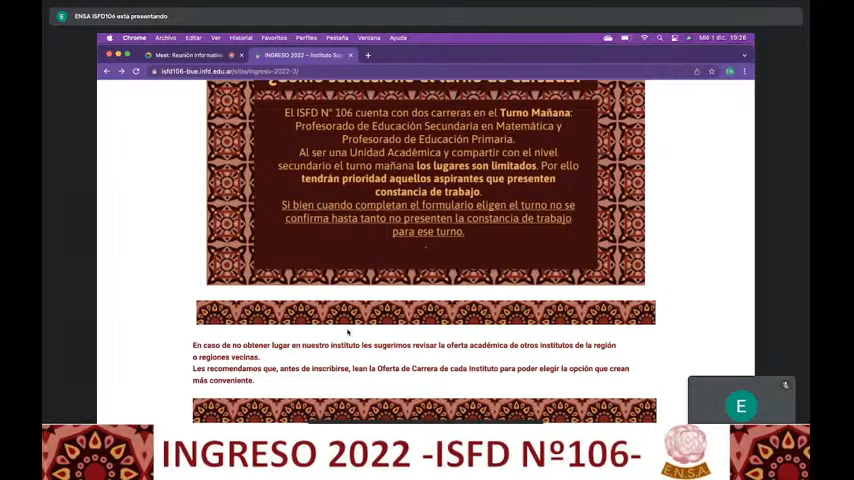 ENSA ISFD106 está presentando
Chrome Archivo Editar Ver Historial Favoritos Perfiles Pestaña Ventana Ayuda
Mié 1 dic. 19:26
Meet: Reunión Informativa
INGRESO 2022 – Instituto Sup
isfd106-bue.infd.edu.ar/sitio/ingreso-2022-2/
EN
¿Cómo selecciono el turno de cursada?
El ISFD N° 106 cuenta con dos carreras en el Turno Mañana:
Profesorado de Educación Secundaria en Matemática y
Profesorado de Educación Primaria.
Al ser una Unidad Académica y compartir con el nivel
secundario el turno mañana los lugares son limitados. Por ello
tendrán prioridad aquellos aspirantes que presenten
constancia de trabajo.
Si bien cuando completan el formulario eligen el turno no se
confirma hasta tanto no presenten la constancia de trabajo
para ese turno.
.
En caso de no obtener lugar en nuestro instituto les sugerimos revisar la oferta académica de otros institutos de la región
o regiones vecinas.
Les recomendamos que, antes de inscribirse, lean la Oferta de Carrera de cada Instituto para poder elegir la opción que crean
más conveniente.
E
INGRESO 2022 -ISFD Nº106-
E.N.S.A.